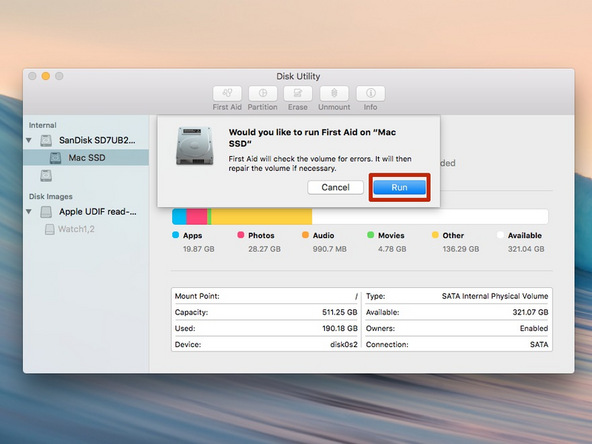 Disk Utility
First Aid Partition Erase Unmount Info
Internal
SanDisk SD7UB2...
Mac SSD
Disk Images
Apple UDIF read-...
Watch1,2
Would you like to run First Aid on "Mac
SSD"
First Aid will check the volume for errors. It will then
repair the volume if necessary.
Cancel Run
Apps Photos Audio Movies Other Available
19.87 GB 28.27 GB 990.7 MB 4.78 GB 136.29 GB 321.04 GB
Mount Point: / Type: SATA Internal Physical Volume
Capacity: 511.25 GB Available: 321.07 GB
Used: 190.18 GB Owners: Enabled
Device: disk0s2 Connection: SATA